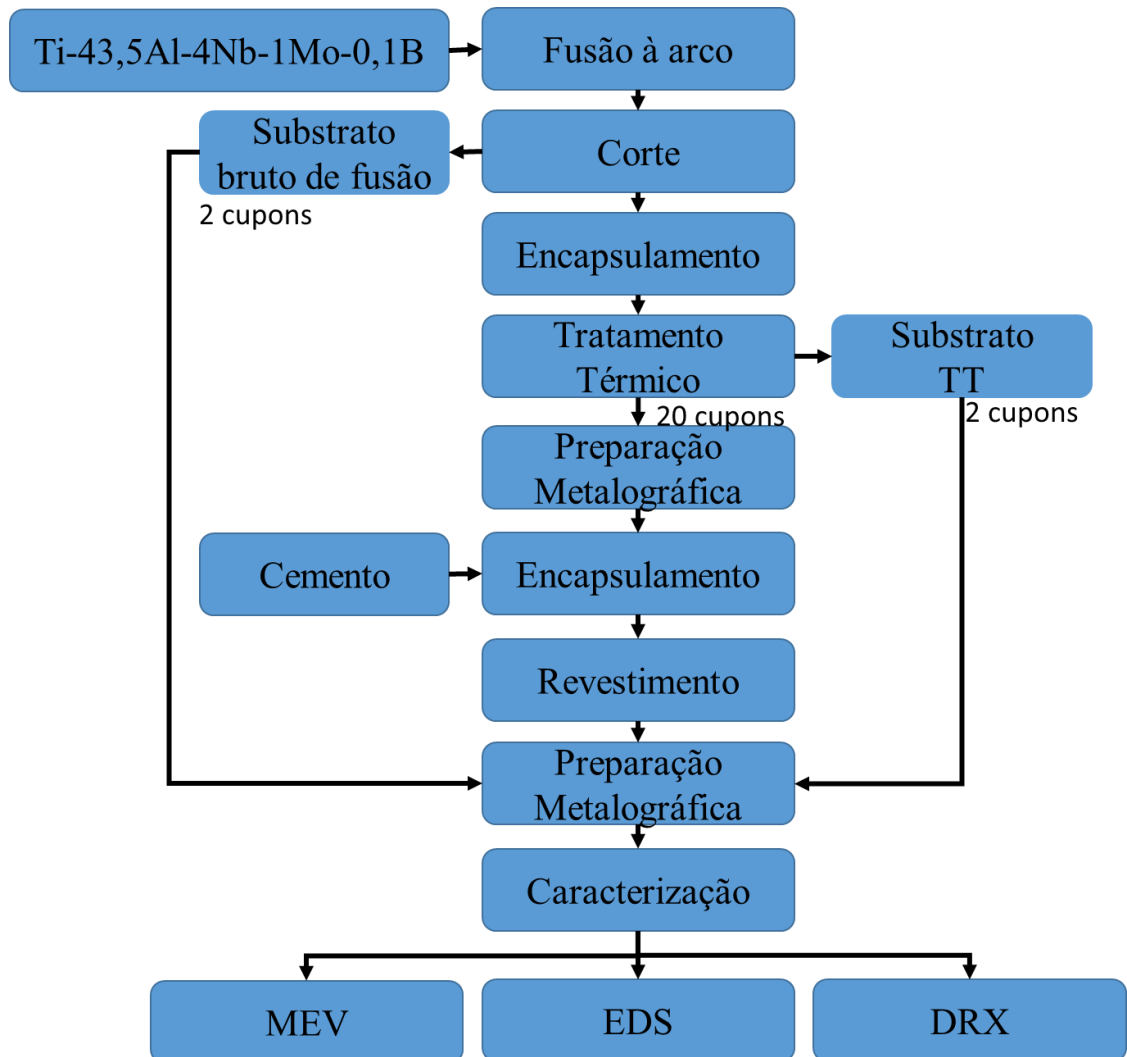 Ti-43,5Al-4Nb-1Mo-0,1B
Fusão à arco
Substrato
bruto de fusão
2 cupons
Corte
Encapsulamento
Tratamento
Térmico
20 cupons
Substrato
TT
2 cupons
Preparação
Metalográfica
Cemento
Encapsulamento
Revestimento
Preparação
Metalográfica
Caracterização
MEV
EDS
DRX